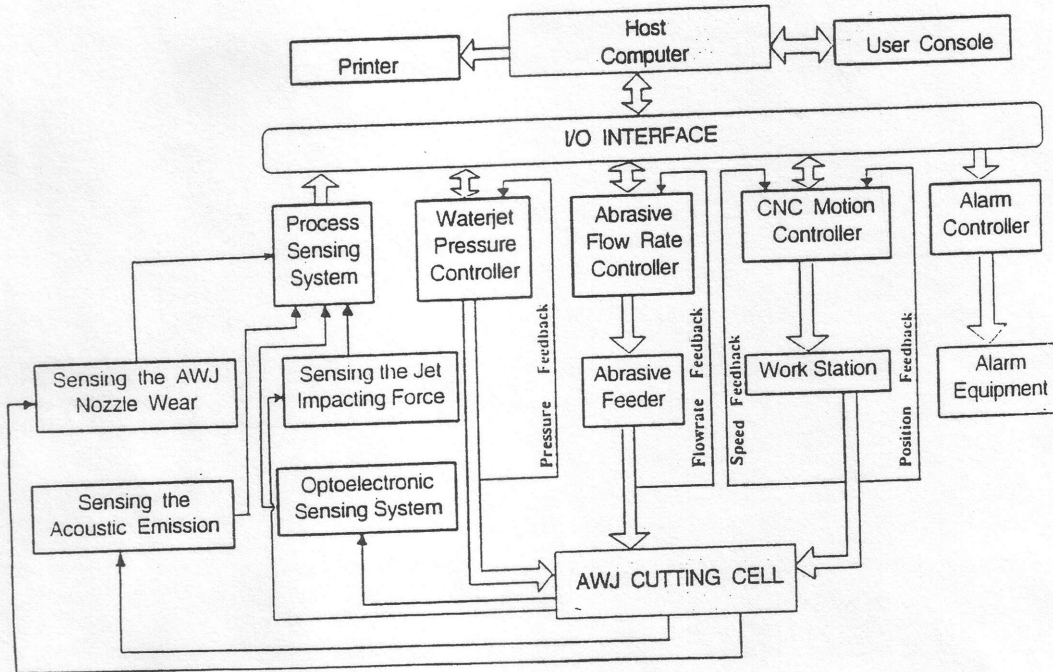 Host
Computer
Printer
User Console
I/O INTERFACE
Process
Sensing
System
Waterjet
Pressure
Controller
Abrasive
Flow Rate
Controller
CNC Motion
Controller
Alarm
Controller
Pressure Feedback
Flowrate Feedback
Speed Feedback
Position Feedback
Sensing the AWJ
Nozzle Wear
Sensing the Jet
Impacting Force
Abrasive
Feeder
Work Station
Alarm
Equipment
Sensing the
Acoustic Emission
Optoelectronic
Sensing System
AWJ CUTTING CELL